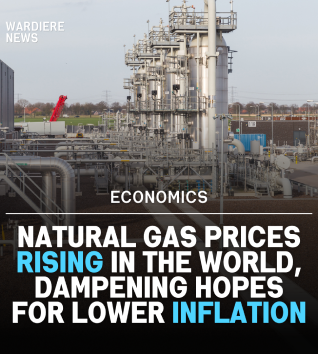 WARDIERE
NEWS
ECONOMICS
NATURAL GAS PRICES
RISING IN THE WORLD,
DAMPENING HOPES
FOR LOWER INFLATION